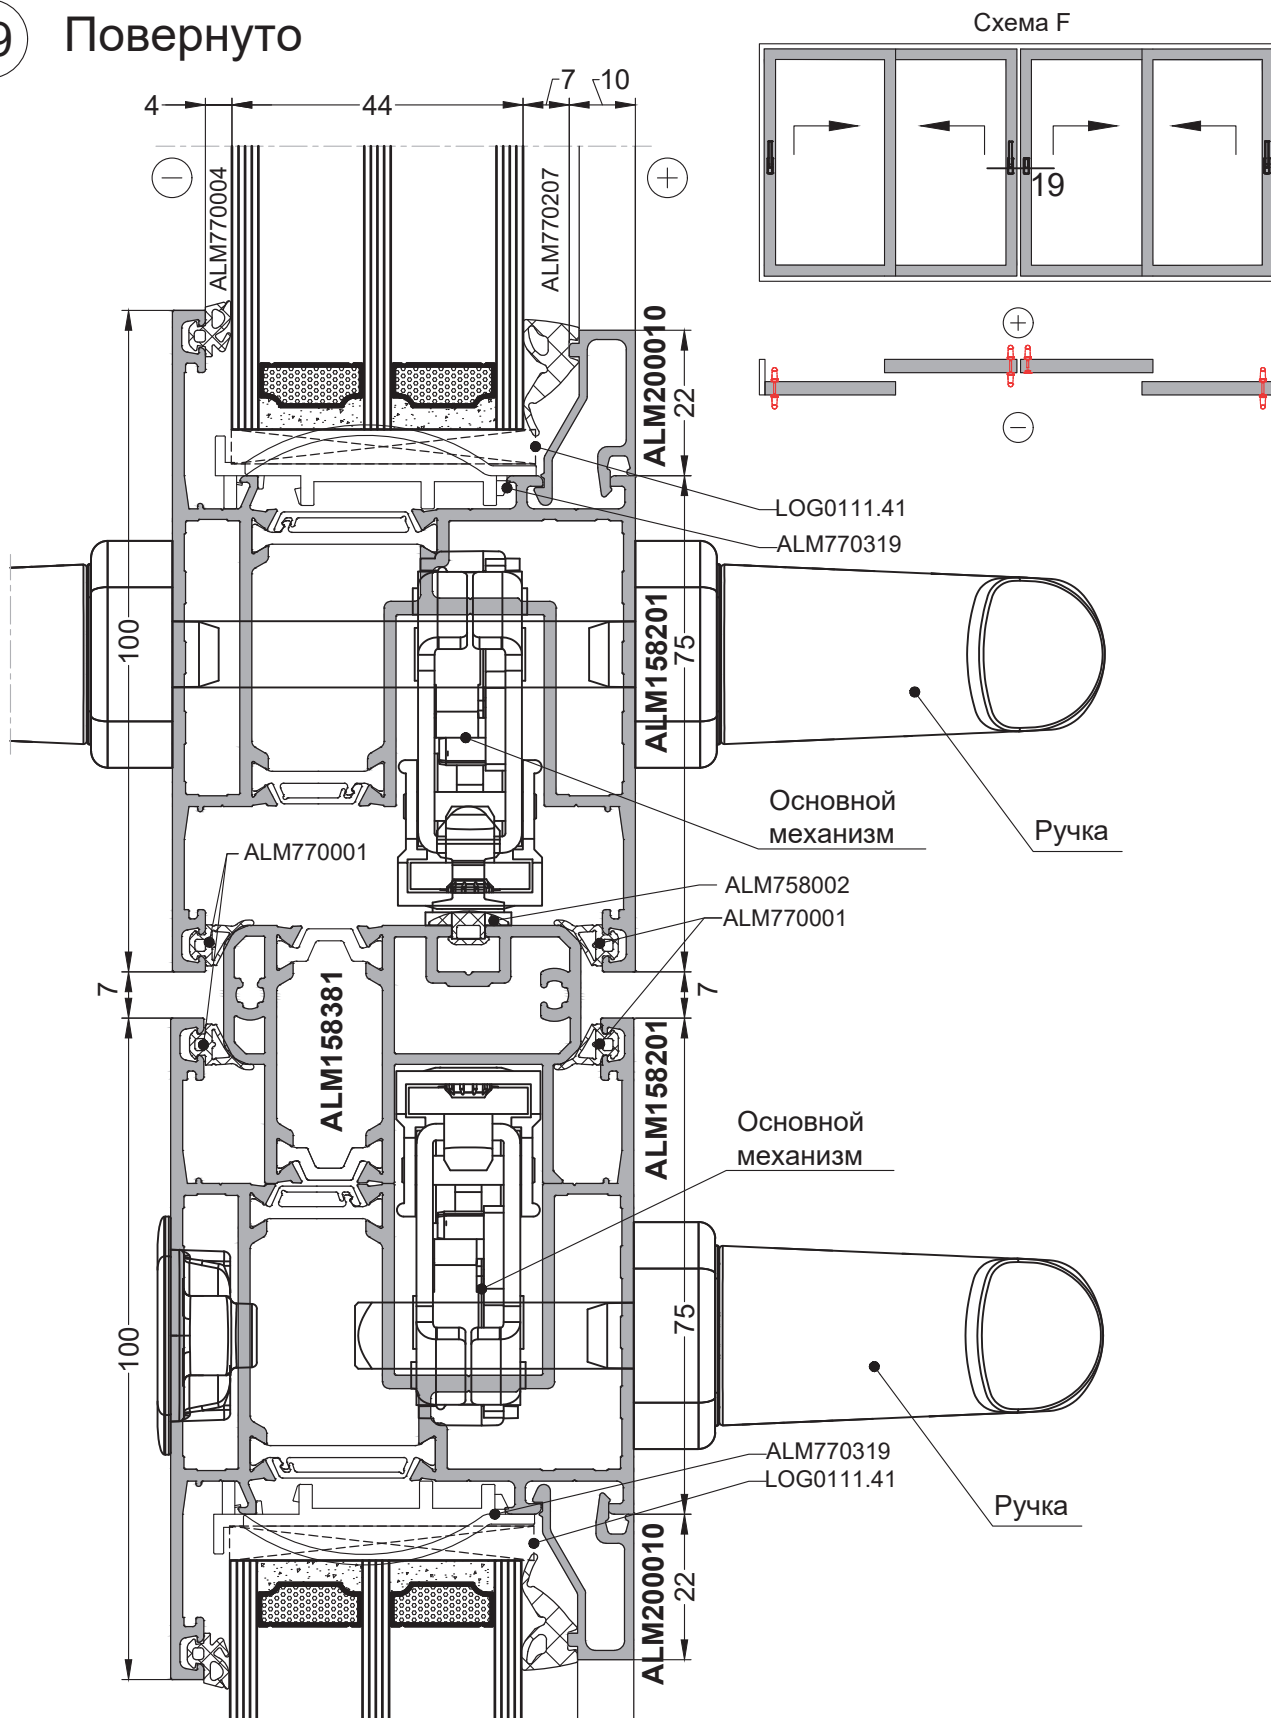 9 Повернуто
Схема F
4
44
7
10
−
ALM770004
ALM770207
+
19
ALM200010
22
+
−
LOG0111.41
ALM770319
100
ALM158201
75
Основной
механизм
Ручка
ALM770001
ALM758002
ALM770001
7
7
ALM158381
ALM158201
Основной
механизм
100
75
ALM770319
LOG0111.41
Ручка
ALM200010
22